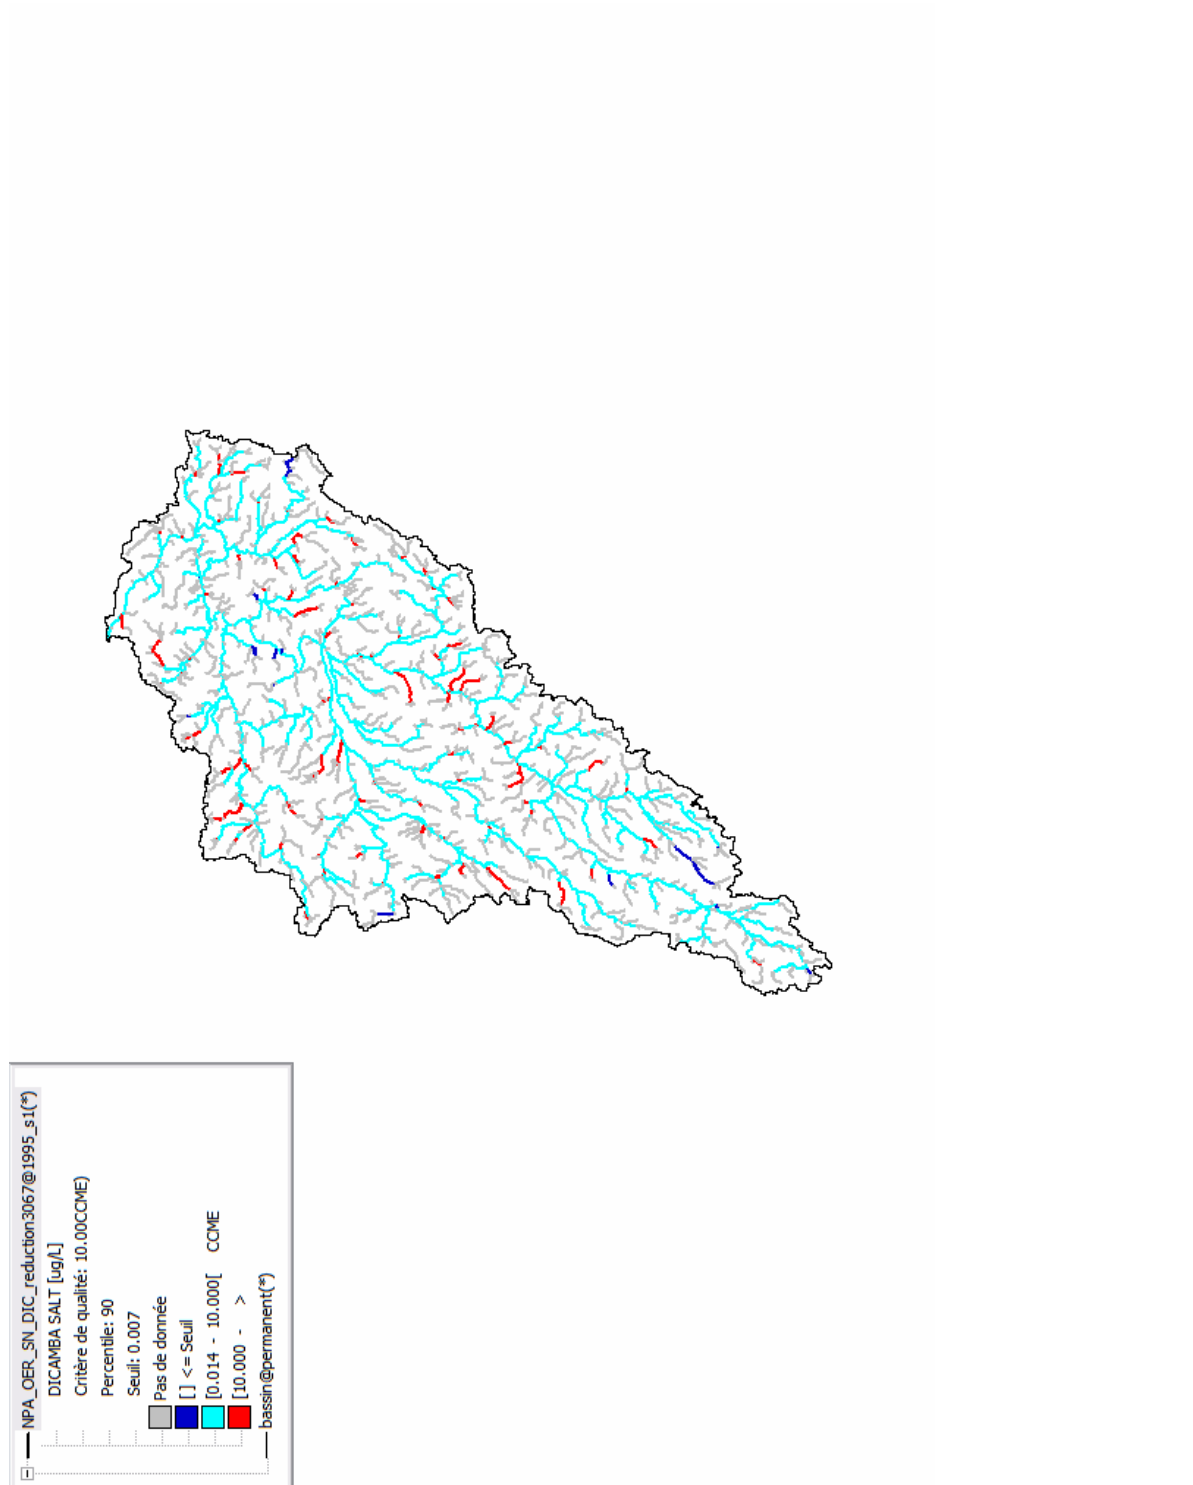 NPA_OER_SN_DIC_reduction3067@1995_s1(*)
DICAMBA SALT [ug/L]
Critère de qualité: 10.00CCME)
Percentile: 90
Seuil: 0.007
Pas de donnée
[ ] <= Seuil
[0.014 - 10.000[ CCME
[10.000 - >
bassin@permanent(*)